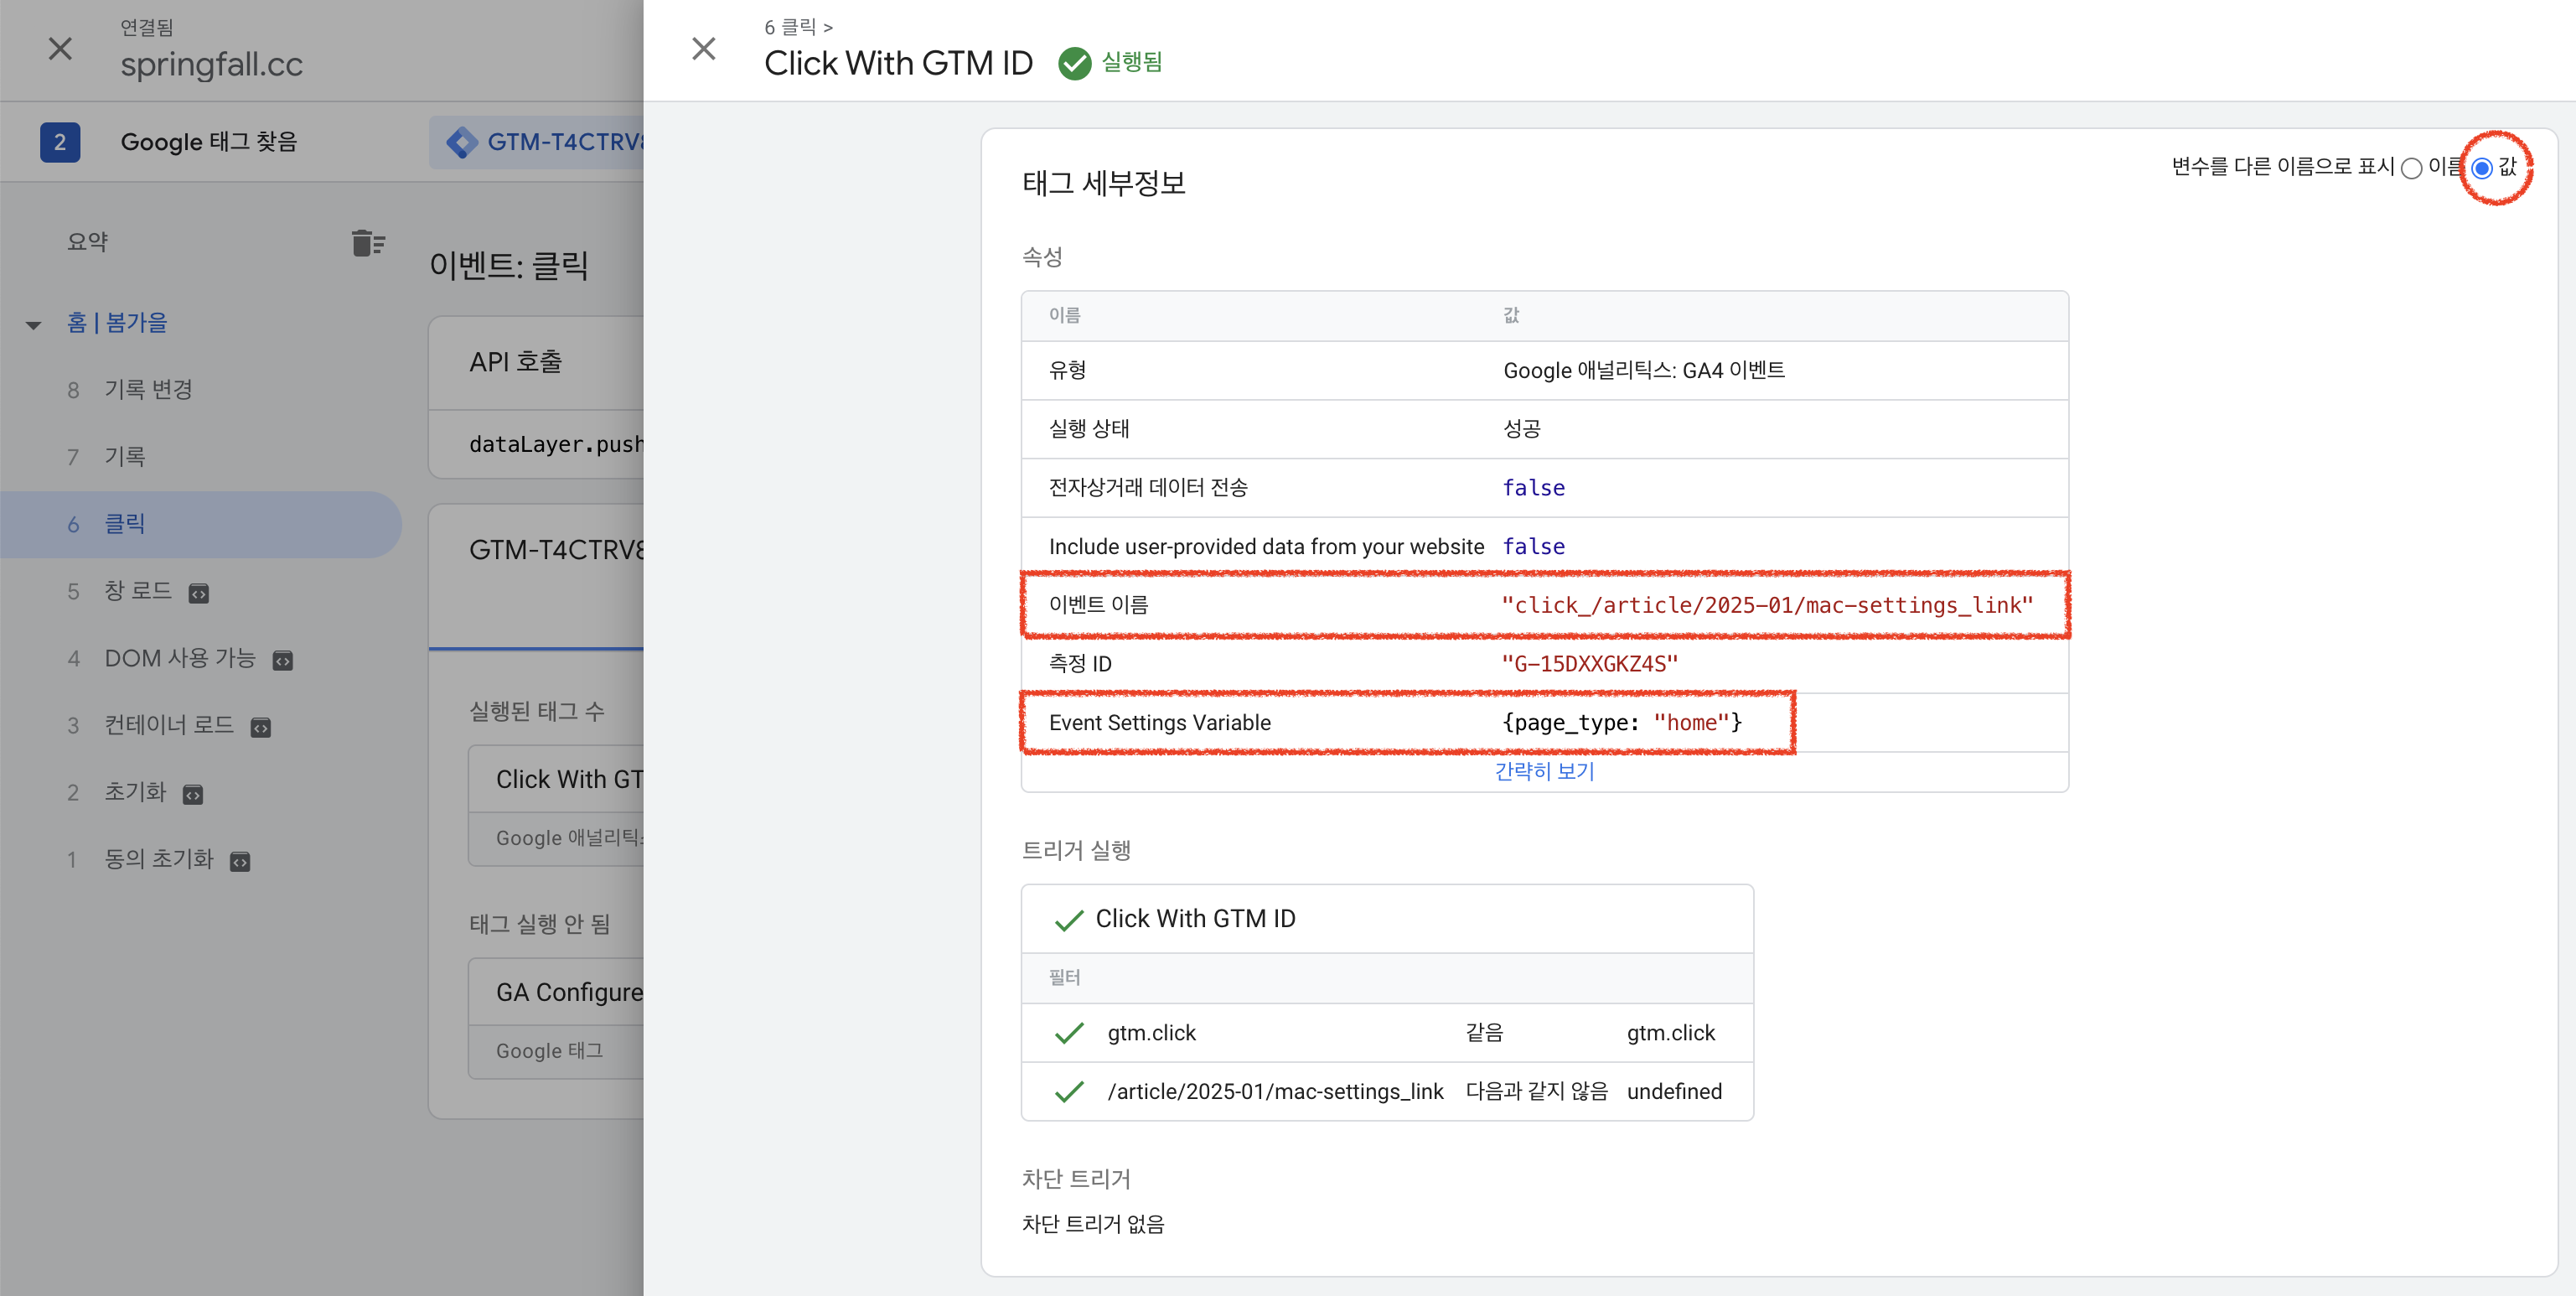 연결됨
springfall.cc
2 Google 태그 찾음 GTM-T4CTRV8
요약
홈 | 봄가을
8 기록 변경
7 기록
6 클릭
5 창 로드
4 DOM 사용 가능
3 컨테이너 로드
2 초기화
1 동의 초기화
이벤트: 클릭
API 호출
dataLayer.push
GTM-T4CTRV8
실행된 태그 수
Click With GT
Google 애널리틱스
태그 실행 안 됨
GA Configure
Google 태그
6 클릭 >
Click With GTM ID 실행됨
태그 세부정보
변수를 다른 이름으로 표시 이름 값
속성
이름 값
유형 Google 애널리틱스: GA4 이벤트
실행 상태 성공
전자상거래 데이터 전송 false
Include user-provided data from your website false
이벤트 이름 "click_/article/2025-01/mac-settings_link"
측정 ID "G-15DXXGKZ4S"
Event Settings Variable {page_type: "home"}
간략히 보기
트리거 실행
Click With GTM ID
필터
gtm.click 같음 gtm.click
/article/2025-01/mac-settings_link 다음과 같지 않음 undefined
차단 트리거
차단 트리거 없음